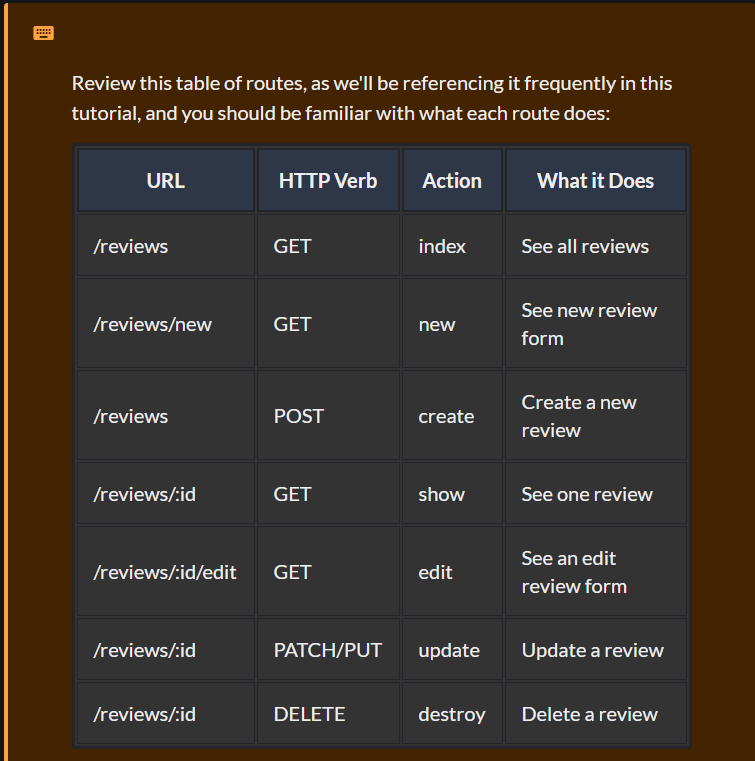 Review this table of routes, as we'll be referencing it frequently in this
tutorial, and you should be familiar with what each route does:
URL HTTP Verb Action What it Does
/reviews GET index See all reviews
/reviews/new GET new See new review
form
/reviews POST create Create a new
review
/reviews/:id GET show See one review
/reviews/:id/edit GET edit See an edit
review form
/reviews/:id PATCH/PUT update Update a review
/reviews/:id DELETE destroy Delete a review